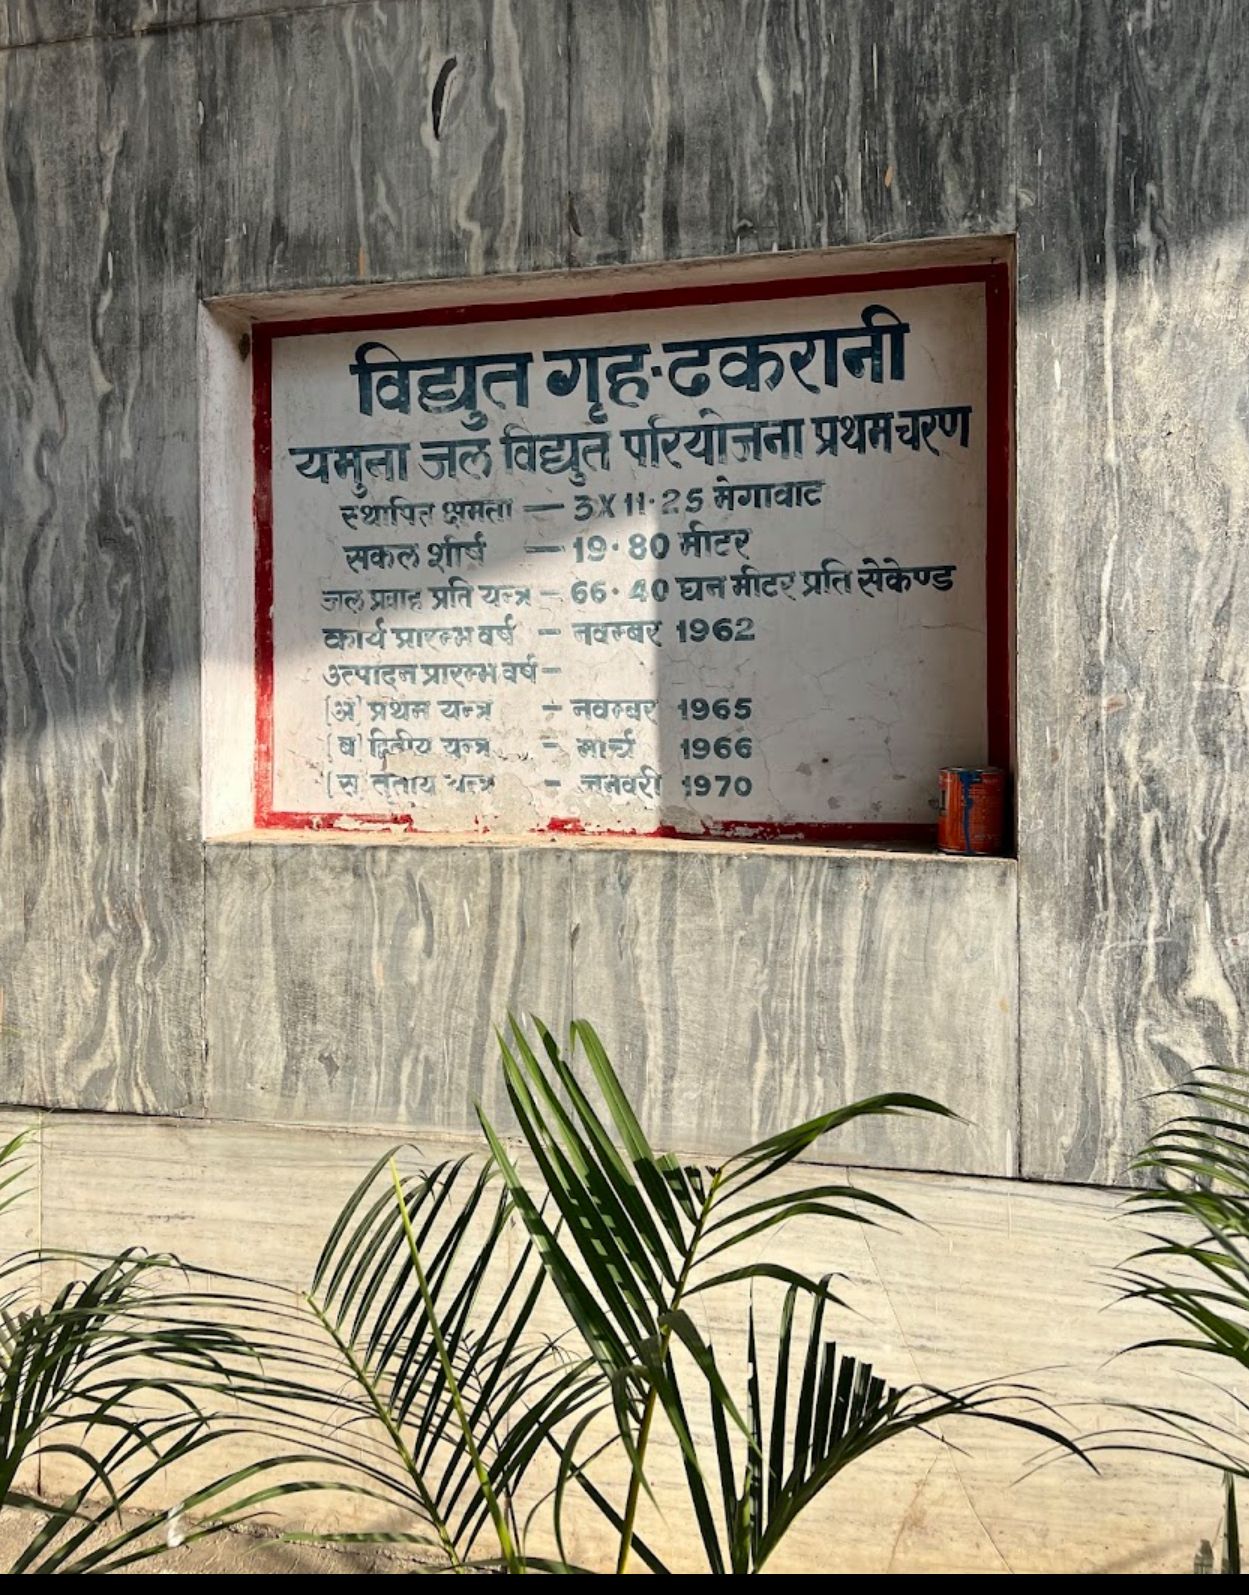 विद्युत गृह·ढकरानी
यमुना जल विद्युत परियोजना प्रथम चरण
स्थापित क्षमता — 3X11·25 मेगावाट
सकल शीर्ष — 19·80 मीटर
जल प्रवाह प्रति यन्त्र – 66·40 घन मीटर प्रति सेकेण्ड
कार्य प्रारम्भ वर्ष – नवम्बर 1962
उत्पादन प्रारम्भ वर्ष –
[अ] प्रथम यन्त्र – नवम्बर 1965
[ब] द्वितीय यन्त्र – मार्च 1966
[स] तृतीय यन्त्र – जनवरी 1970